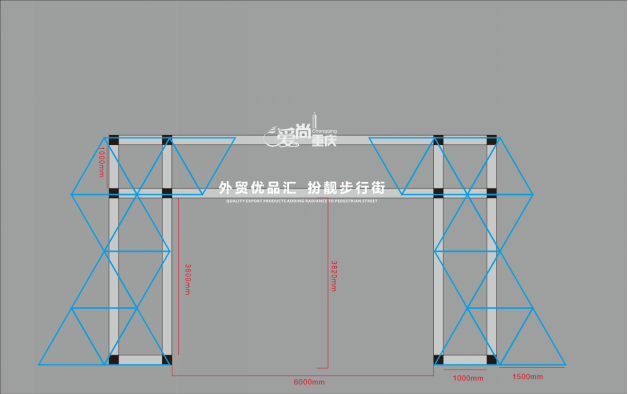 爱尚
Chongqing
重庆
1000mm
外贸优品汇 扮靓步行街
QUALITY EXPORT PRODUCTS ADDING RADIANCE TO PEDESTRIAN STREET
3800mm
3820mm
6000mm
1000mm
1500mm